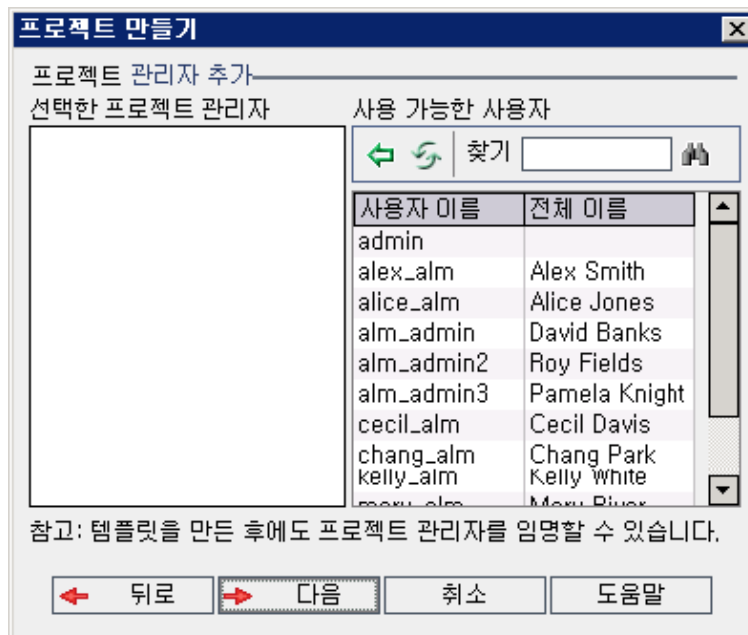 프로젝트 만들기
프로젝트 관리자 추가
선택한 프로젝트 관리자
사용 가능한 사용자
찾기
사용자 이름 전체 이름
admin
alex_alm Alex Smith
alice_alm Alice Jones
alm_admin David Banks
alm_admin2 Roy Fields
alm_admin3 Pamela Knight
cecil_alm Cecil Davis
chang_alm Chang Park
kelly_alm Kelly White
mary_alm Mary River
참고: 템플릿을 만든 후에도 프로젝트 관리자를 임명할 수 있습니다.
뒤로 다음 취소 도움말